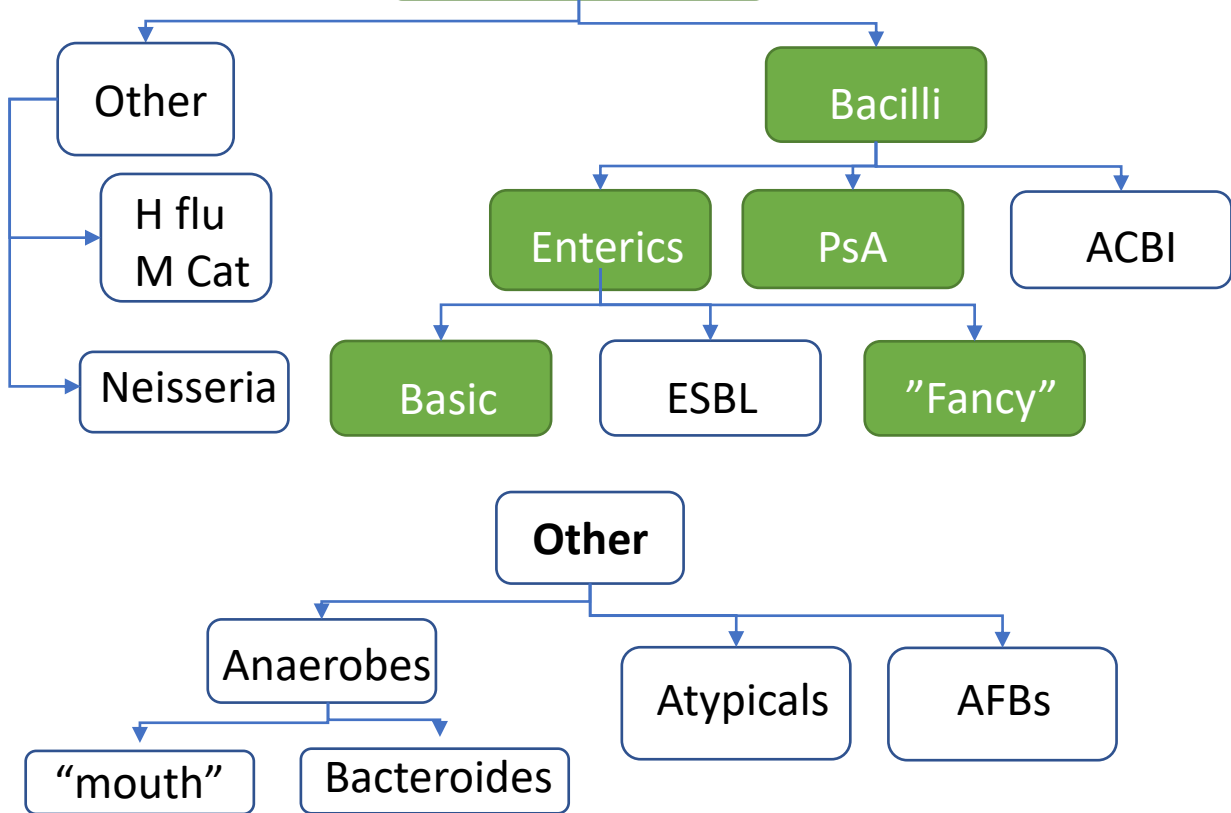 Other
Bacilli
H flu
M Cat
Enterics
PsA
ACBI
Neisseria
Basic
ESBL
”Fancy”
Other
Anaerobes
Atypicals
AFBs
“mouth”
Bacteroides